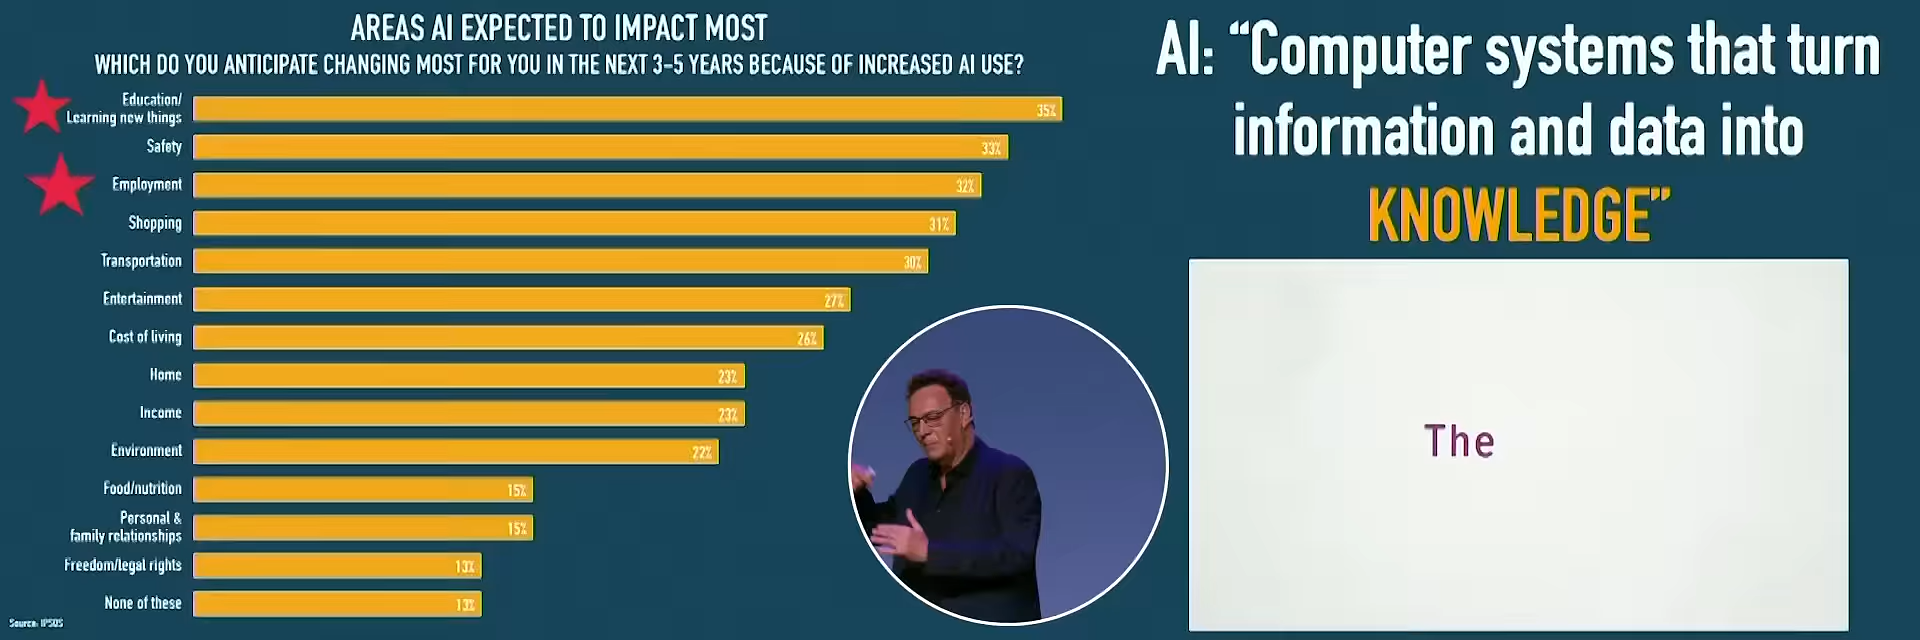 AREAS AI EXPECTED TO IMPACT MOST
WHICH DO YOU ANTICIPATE CHANGING MOST FOR YOU IN THE NEXT 3-5 YEARS BECAUSE OF INCREASED AI USE?
Education/
Learning new things
35%
Safety
33%
Employment
32%
Shopping
31%
Transportation
30%
Entertainment
27%
Cost of living
26%
Home
23%
Income
23%
Environment
22%
Food/nutrition
15%
Personal &
family relationships
15%
Freedom/legal rights
13%
None of these
13%
Source: IPSOS
AI: “Computer systems that turn
information and data into
KNOWLEDGE”
The